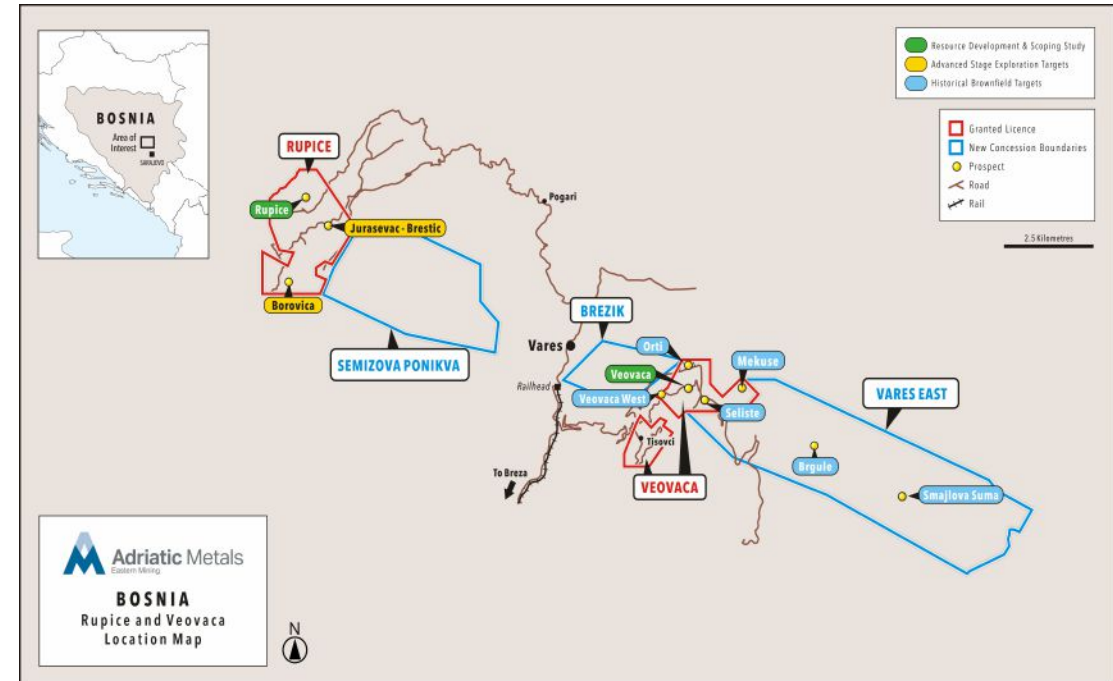 BOSNIA
Area of
Interest
SARAJEVO
Resource Development & Scoping Study
Advanced Stage Exploration Targets
Historical Brownfield Targets
Granted Licence
New Concession Boundaries
Prospect
Road
Rail
2.5 Kilometres
RUPICE
Rupice
Pogari
Jurasevac - Brestic
Borovica
SEMIZOVA PONIKVA
BREZIK
Vares
Orti
Mekuse
Veovaca
Railhead
Veovaca West
VARES EAST
Seliste
Tisovci
Brgule
To Breza
VEOVACA
Smajlova Suma
Adriatic Metals
Eastern Mining
BOSNIA
Rupice and Veovaca
Location Map
N